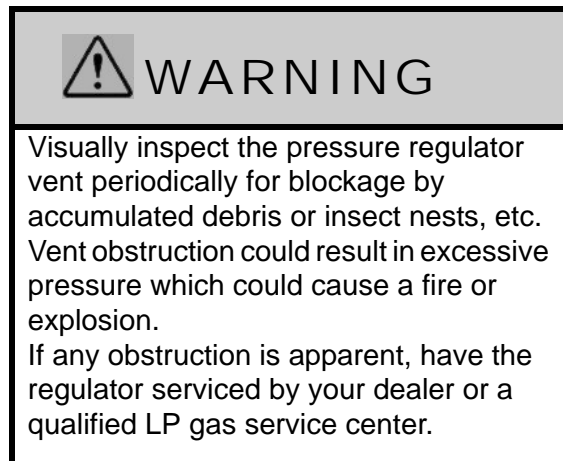 WARNING
Visually inspect the pressure regulator
vent periodically for blockage by
accumulated debris or insect nests, etc.
Vent obstruction could result in excessive
pressure which could cause a fire or
explosion.
If any obstruction is apparent, have the
regulator serviced by your dealer or a
qualified LP gas service center.